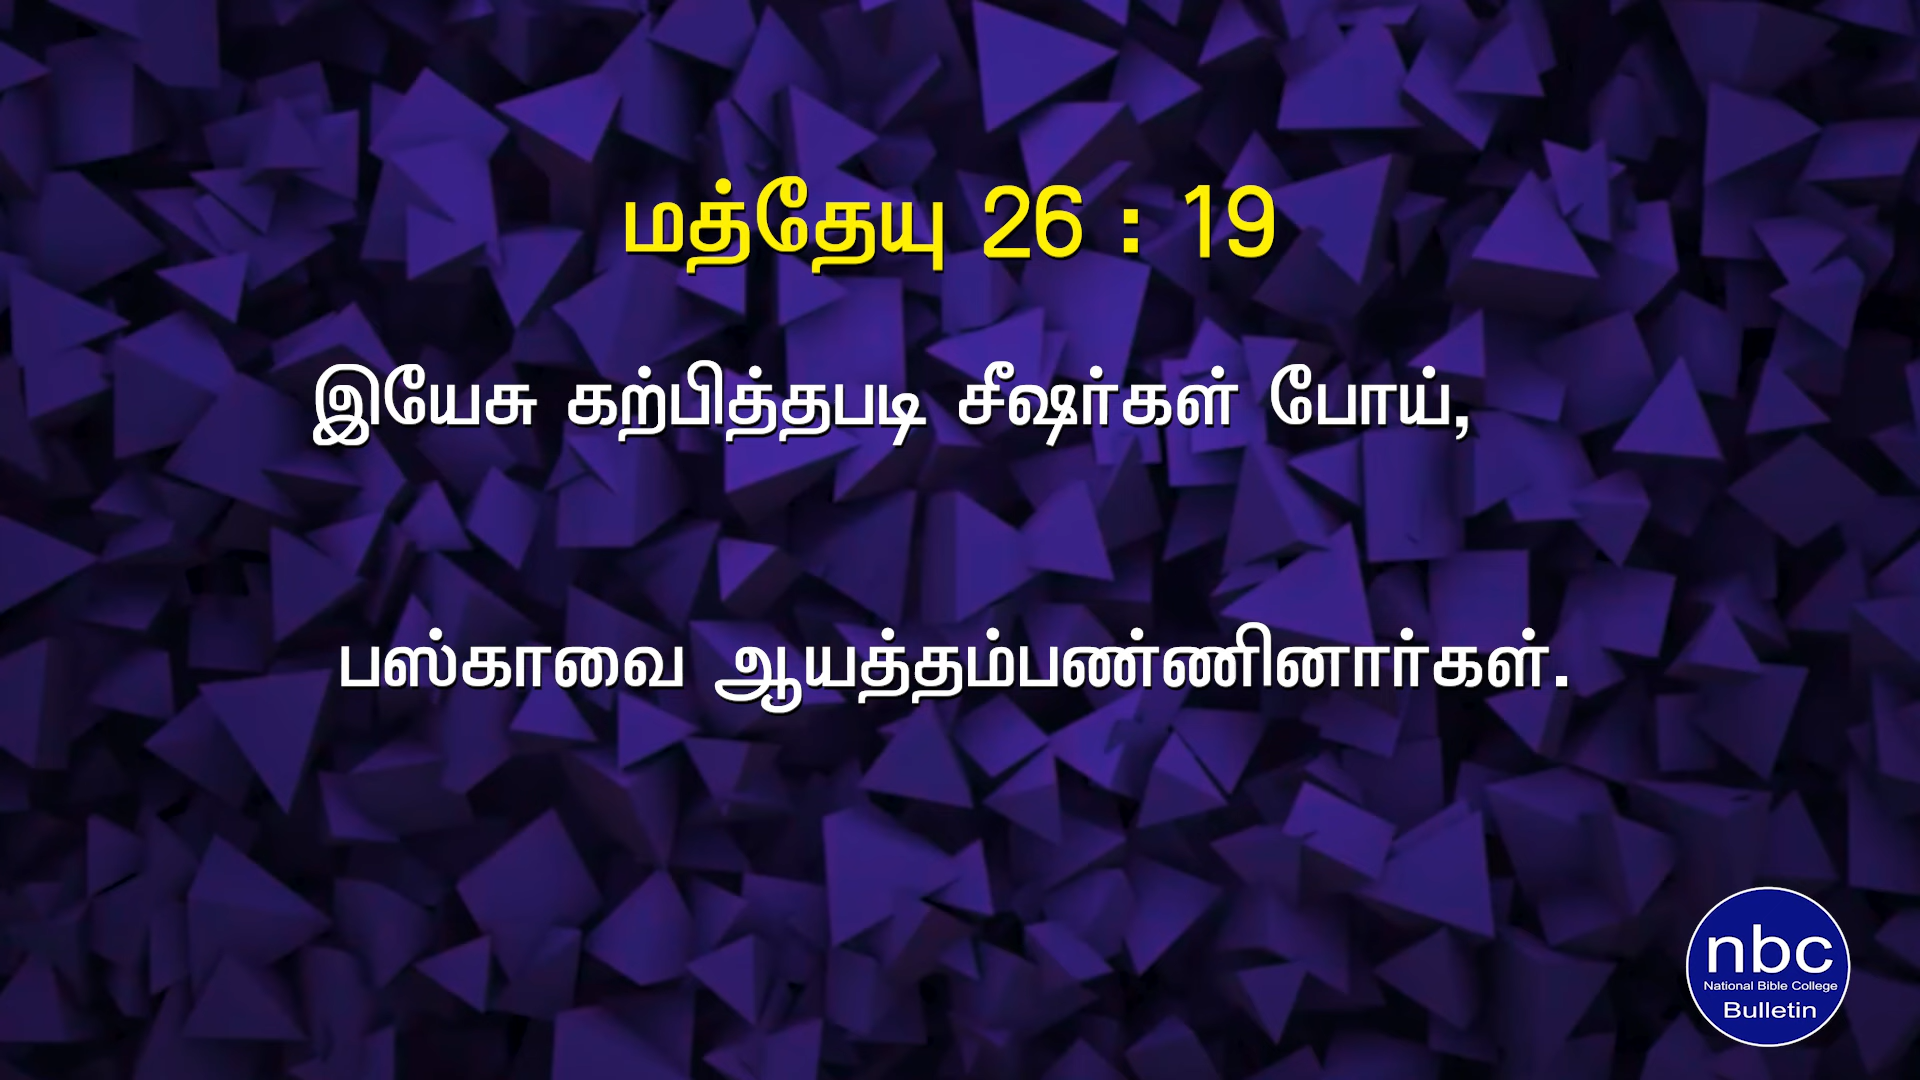 மத்தேயு 26 : 19
இயேசு கற்பித்தபடி சீஷர்கள் போய்,
பஸ்காவை ஆயத்தம்பண்ணினார்கள்.
nbc
National Bible College
Bulletin